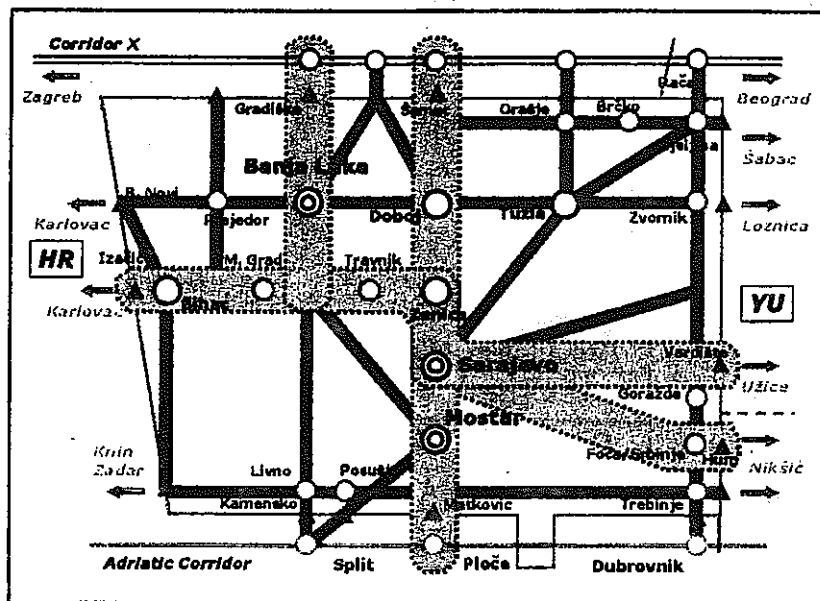 Corridor X
Zagreb
Gradiška
Šamac
Orašje
Brčko
Rača
Beograd
Šabac
Banja Luka
B. Novi
Karlovac
Prijedor
Doboj
Tuzla
Zvornik
Loznica
HR
Izačić
M. Grad
Travnik
Karlovac
Bihać
Zenica
YU
Vardište
Sarajevo
Užice
Goražde
Mostar
Foča/Srbinje
Hum
Nikšić
Knin
Zadar
Livno
Posušje
Kamensko
Metković
Trebinje
Adriatic Corridor
Split
Ploče
Dubrovnik